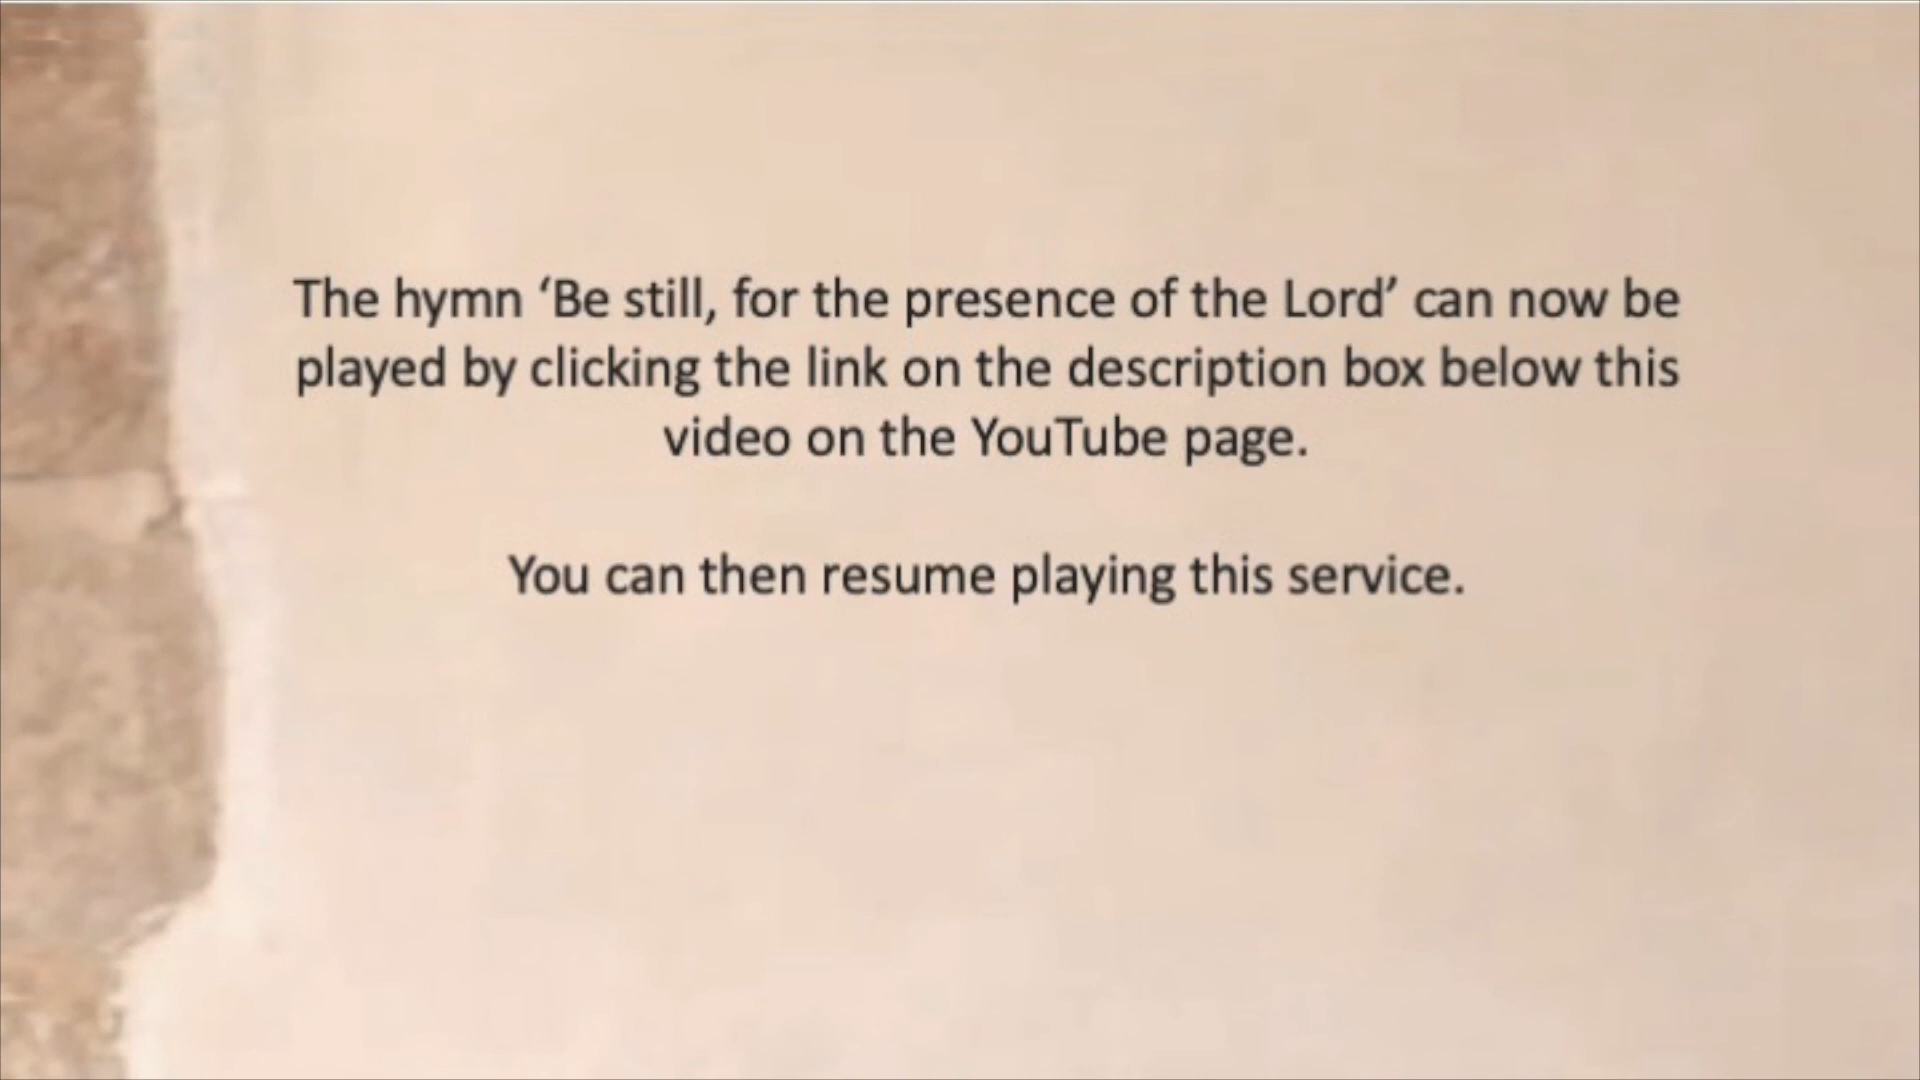 The hymn ‘Be still, for the presence of the Lord’ can now be
played by clicking the link on the description box below this
video on the YouTube page.
You can then resume playing this service.